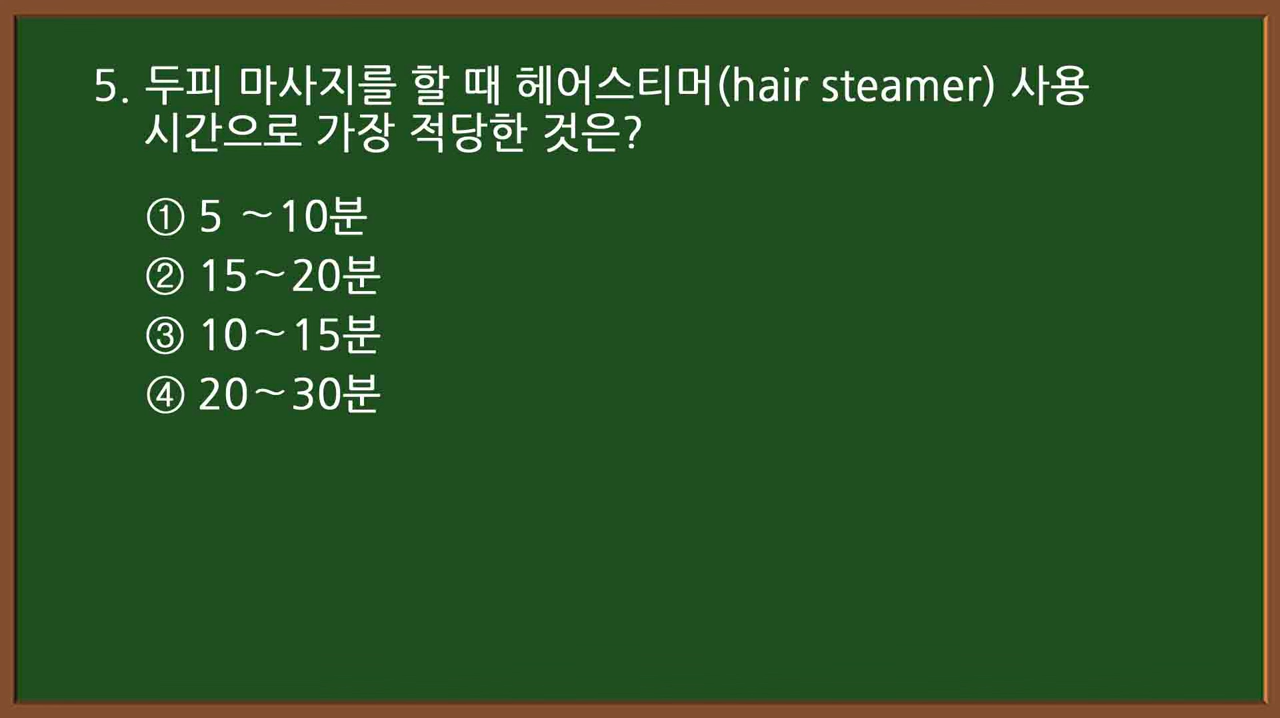 5. 두피 마사지를 할 때 헤어스티머(hair steamer) 사용
시간으로 가장 적당한 것은?
① 5 ～10분
② 15～20분
③ 10～15분
④ 20～30분